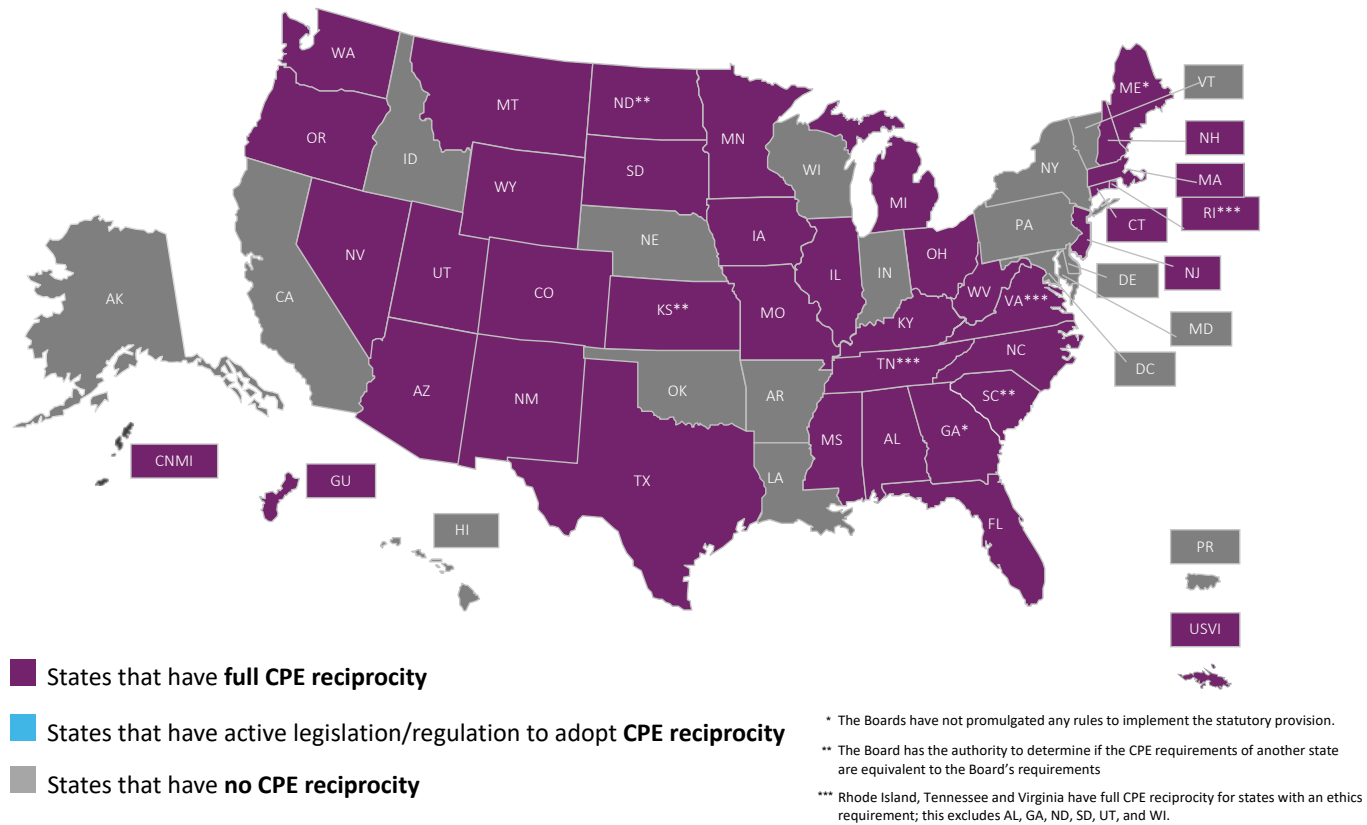 WA
MT
ND**
MN
ME*
VT
NH
MA
RI***
CT
NJ
OR
ID
WY
SD
WI
MI
NY
PA
DE
MD
DC
NV
UT
CO
NE
IA
IL
IN
OH
WV
VA***
AK
CA
KS**
MO
KY
NC
TN***
AZ
NM
OK
AR
SC**
MS
AL
GA*
TX
LA
FL
CNMI
GU
HI
PR
USVI
States that have full CPE reciprocity
States that have active legislation/regulation to adopt CPE reciprocity
States that have no CPE reciprocity
* The Boards have not promulgated any rules to implement the statutory provision.
** The Board has the authority to determine if the CPE requirements of another state
are equivalent to the Board's requirements
*** Rhode Island, Tennessee and Virginia have full CPE reciprocity for states with an ethics
requirement; this excludes AL, GA, ND, SD, UT, and WI.